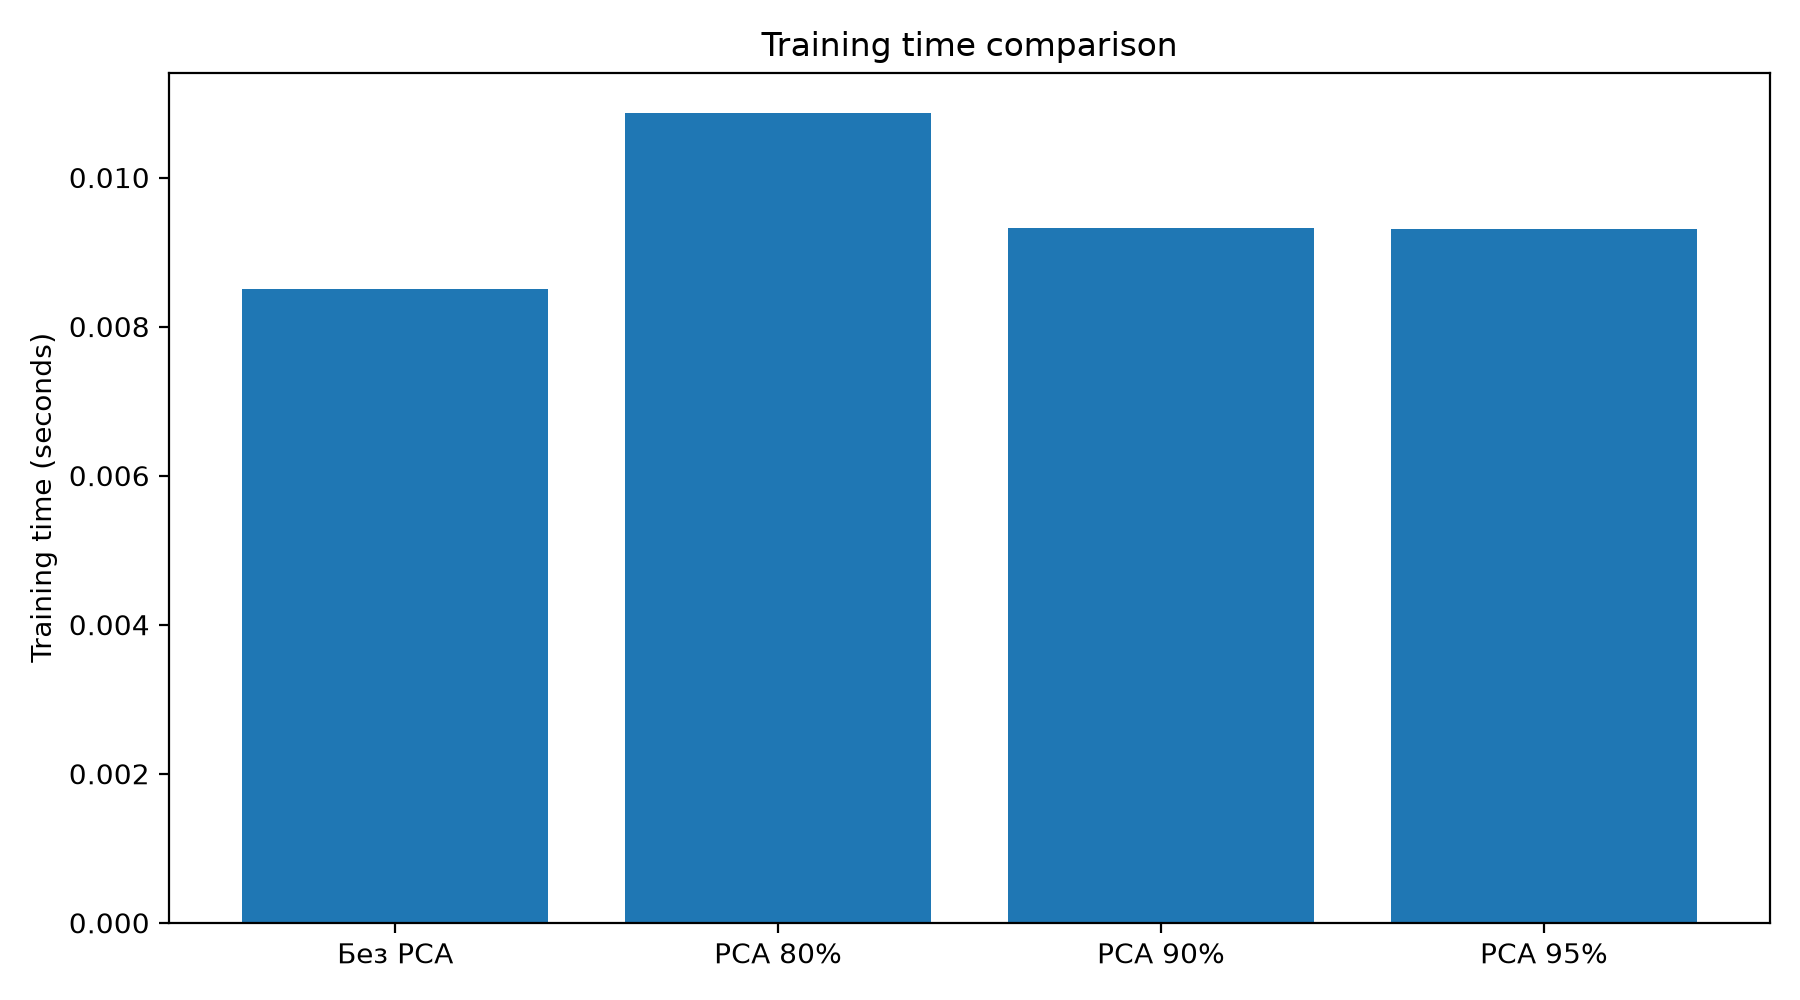 Training time comparison
Training time (seconds)
0.010
0.008
0.006
0.004
0.002
0.000
Без PCA
PCA 80%
PCA 90%
PCA 95%